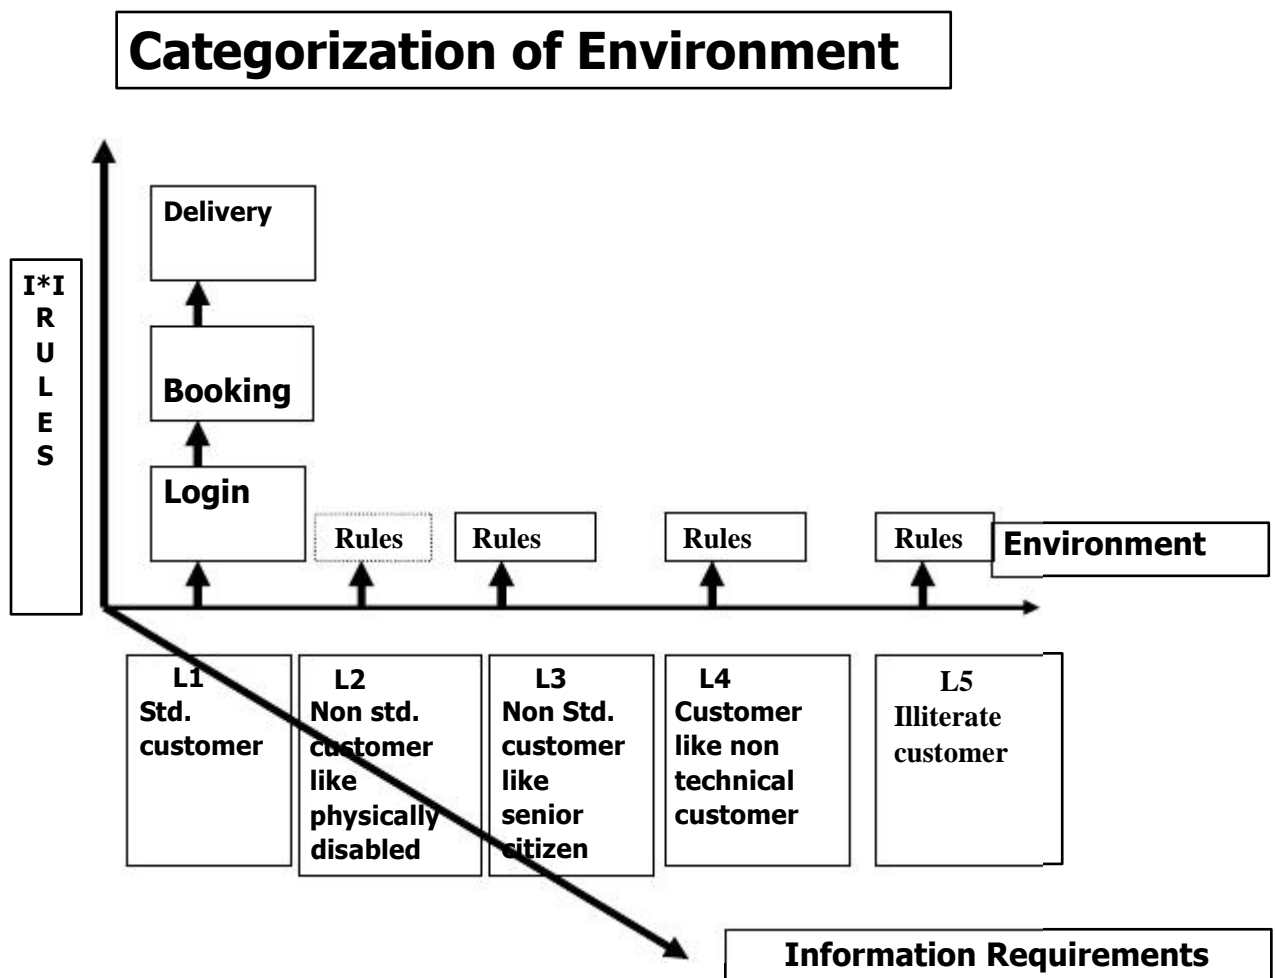 Categorization of Environment
Delivery
I*I
R
U
L
E
S
Booking
Login
Rules
Rules
Rules
Rules
Environment
L1
Std.
customer
L2
Non std.
customer
like
physically
disabled
L3
Non Std.
customer
like
senior
citizen
L4
Customer
like non
technical
customer
L5
Illiterate
customer
Information Requirements